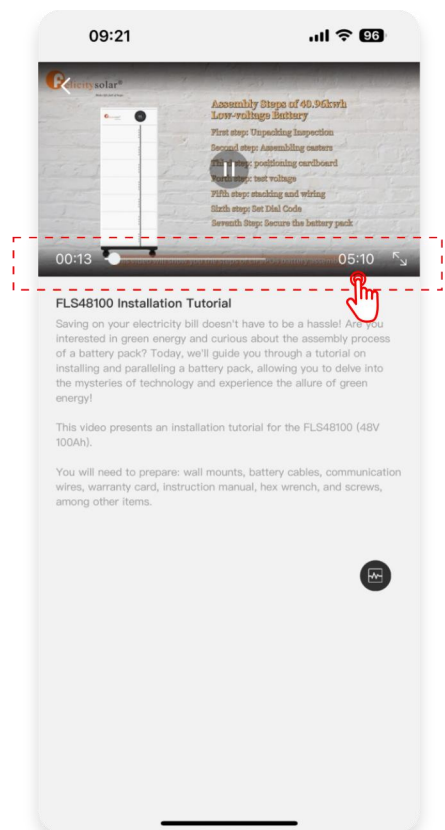 09:21
96
felicitysolar®
Assembly Steps of 40.96kwh
Low-voltage Battery
First step: Unpacking Inspection
Second step: Assembling casters
Third step: positioning cardboard
Forth step: test voltage
Fifth step: stacking and wiring
Sixth step: Set Dial Code
Seventh Step: Secure the battery pack
00:13
05:10
FLS48100 Installation Tutorial
Saving on your electricity bill doesn't have to be a hassle! Are you
interested in green energy and curious about the assembly process
of a battery pack? Today, we'll guide you through a tutorial on
installing and paralleling a battery pack, allowing you to delve into
the mysteries of technology and experience the allure of green
energy!
This video presents an installation tutorial for the FLS48100 (48V
100Ah).
You will need to prepare: wall mounts, battery cables, communication
wires, warranty card, instruction manual, hex wrench, and screws,
among other items.